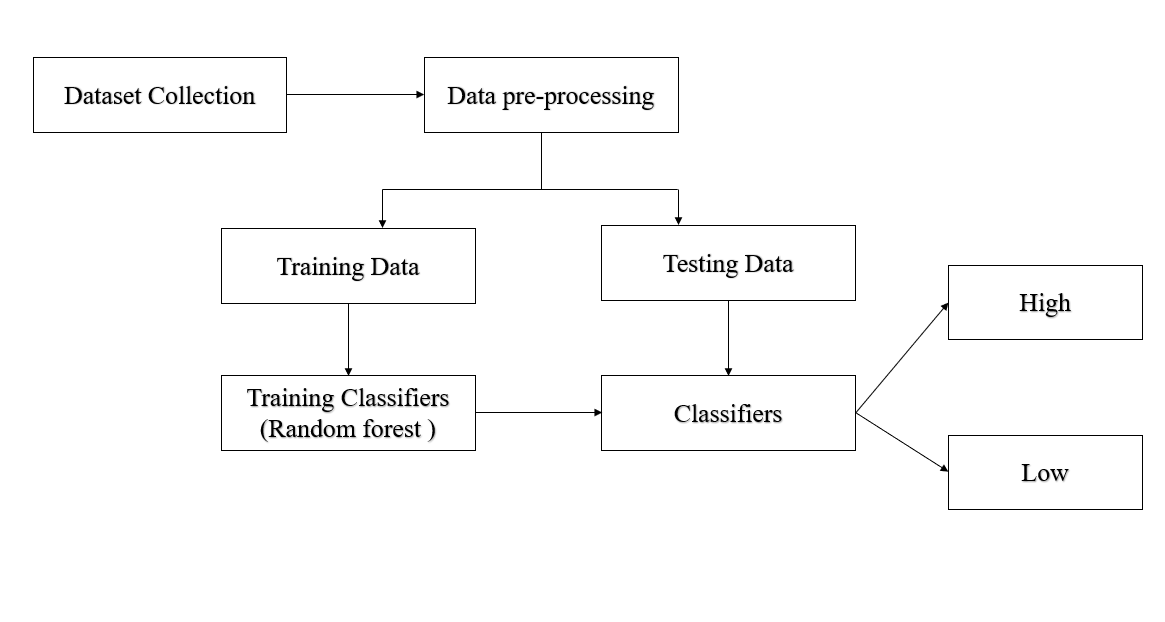 Dataset Collection
Data pre-processing
Training Data
Testing Data
High
Training Classifiers
(Random forest )
Classifiers
Low